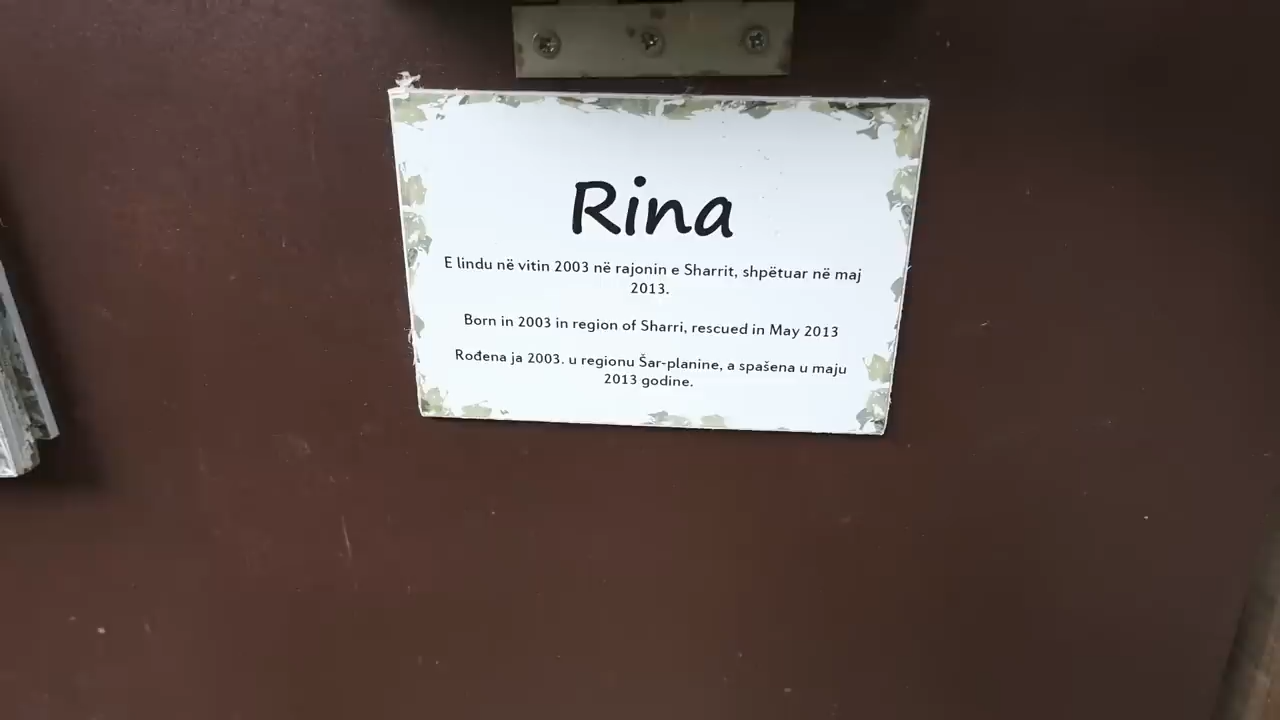 Rina
E lindu në vitin 2003 në rajonin e Sharrit, shpëtuar në maj
2013.
Born in 2003 in region of Sharri, rescued in May 2013
Rođena ja 2003. u regionu Šar-planine, a spašena u maju
2013 godine.